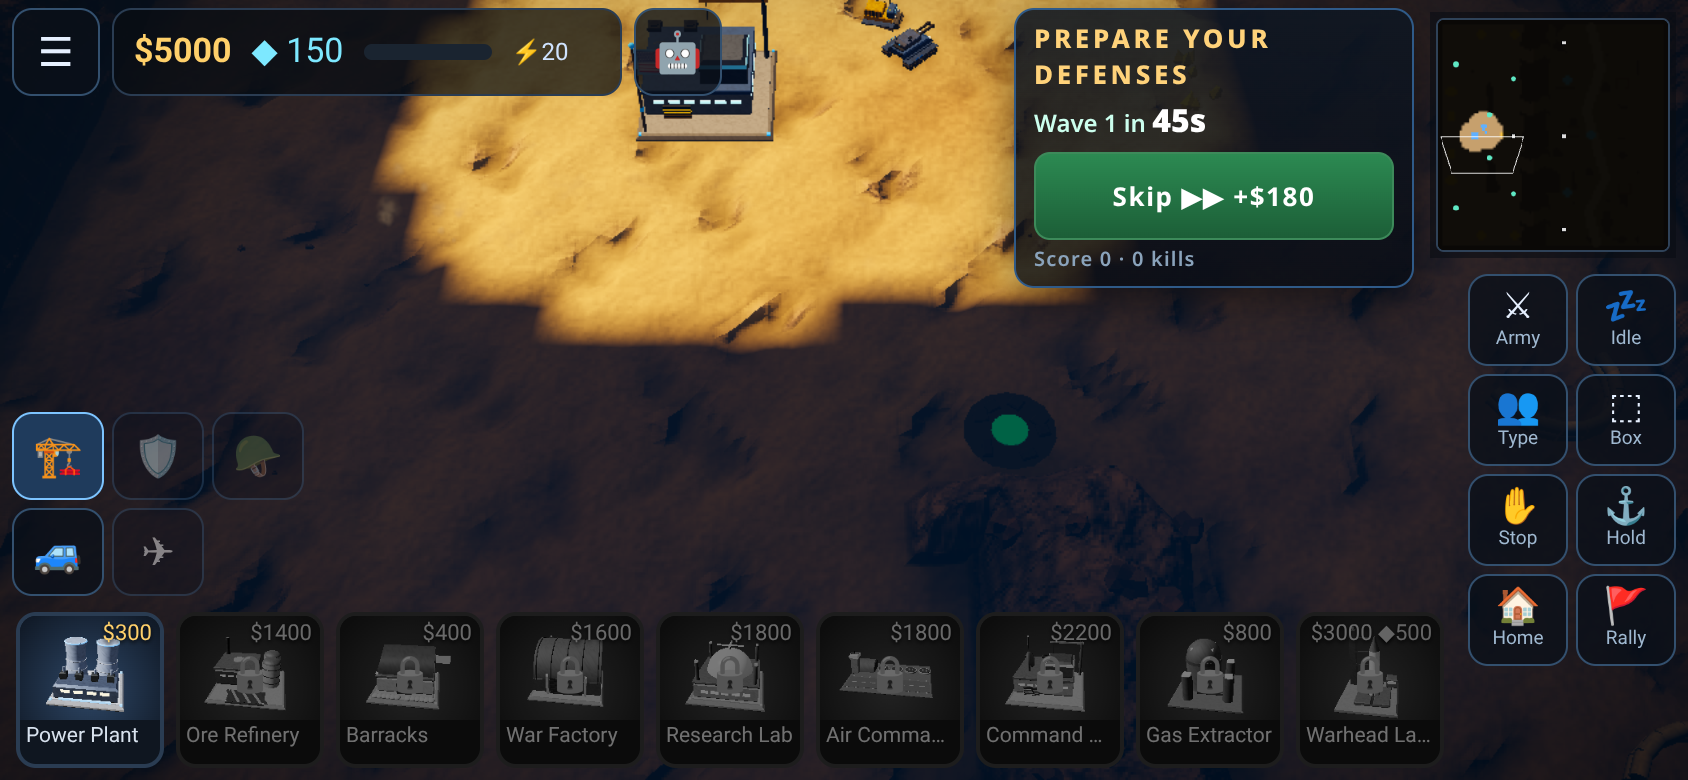 $5000 ◆ 150 ⚡20
PREPARE YOUR
DEFENSES
Wave 1 in 45s
Skip ▶▶ +$180
Score 0 · 0 kills
Army
Idle
Type
Box
Stop
Hold
Home
Rally
$300
Power Plant
$1400
Ore Refinery
$400
Barracks
$1600
War Factory
$1800
Research Lab
$1800
Air Comma...
$2200
Command ...
$800
Gas Extractor
$3000 ◆500
Warhead La...